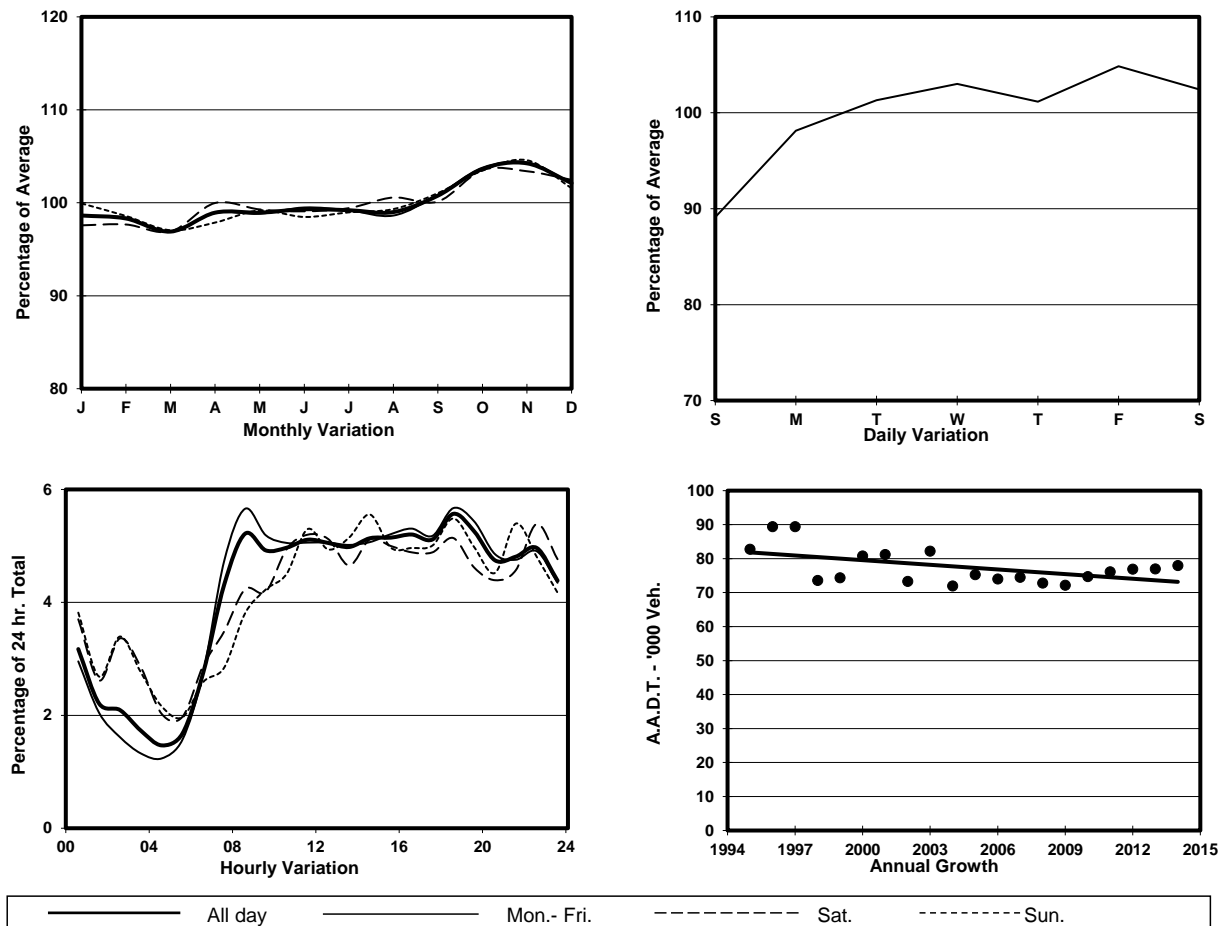 120
110
100
90
80
Percentage of Average
J F M A M J J A S O N D
Monthly Variation
110
100
90
80
70
Percentage of Average
S M T W T F S
Daily Variation
6
4
2
0
Percentage of 24 hr. Total
00 04 08 12 16 20 24
Hourly Variation
100
90
80
70
60
50
40
30
20
10
0
A.A.D.T. - '000 Veh.
1994 1997 2000 2003 2006 2009 2012 2015
Annual Growth
All day Mon.- Fri. Sat. Sun.